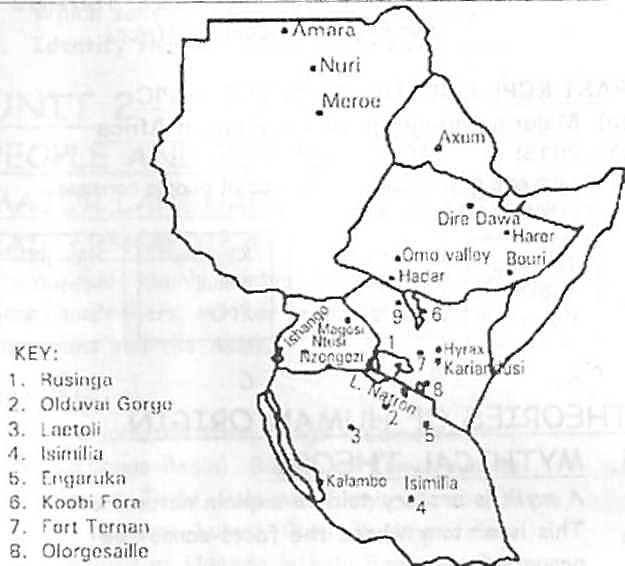 Amara
Nuri
Meroe
Axum
Dire Dawa
Harer
Omo valley
Bouri
Hadar
9
6
Ishango
Magosi
Ntusi
Nzongezi
1
7
Hyrax
Kariandusi
8
L. Natron
2
3
5
Kalambo
Isimilia
4
KEY:
1. Rusinga
2. Olduvai Gorge
3. Laetoli
4. Isimilia
5. Engaruka
6. Koobi Fora
7. Fort Ternan
8. Olorgesaille